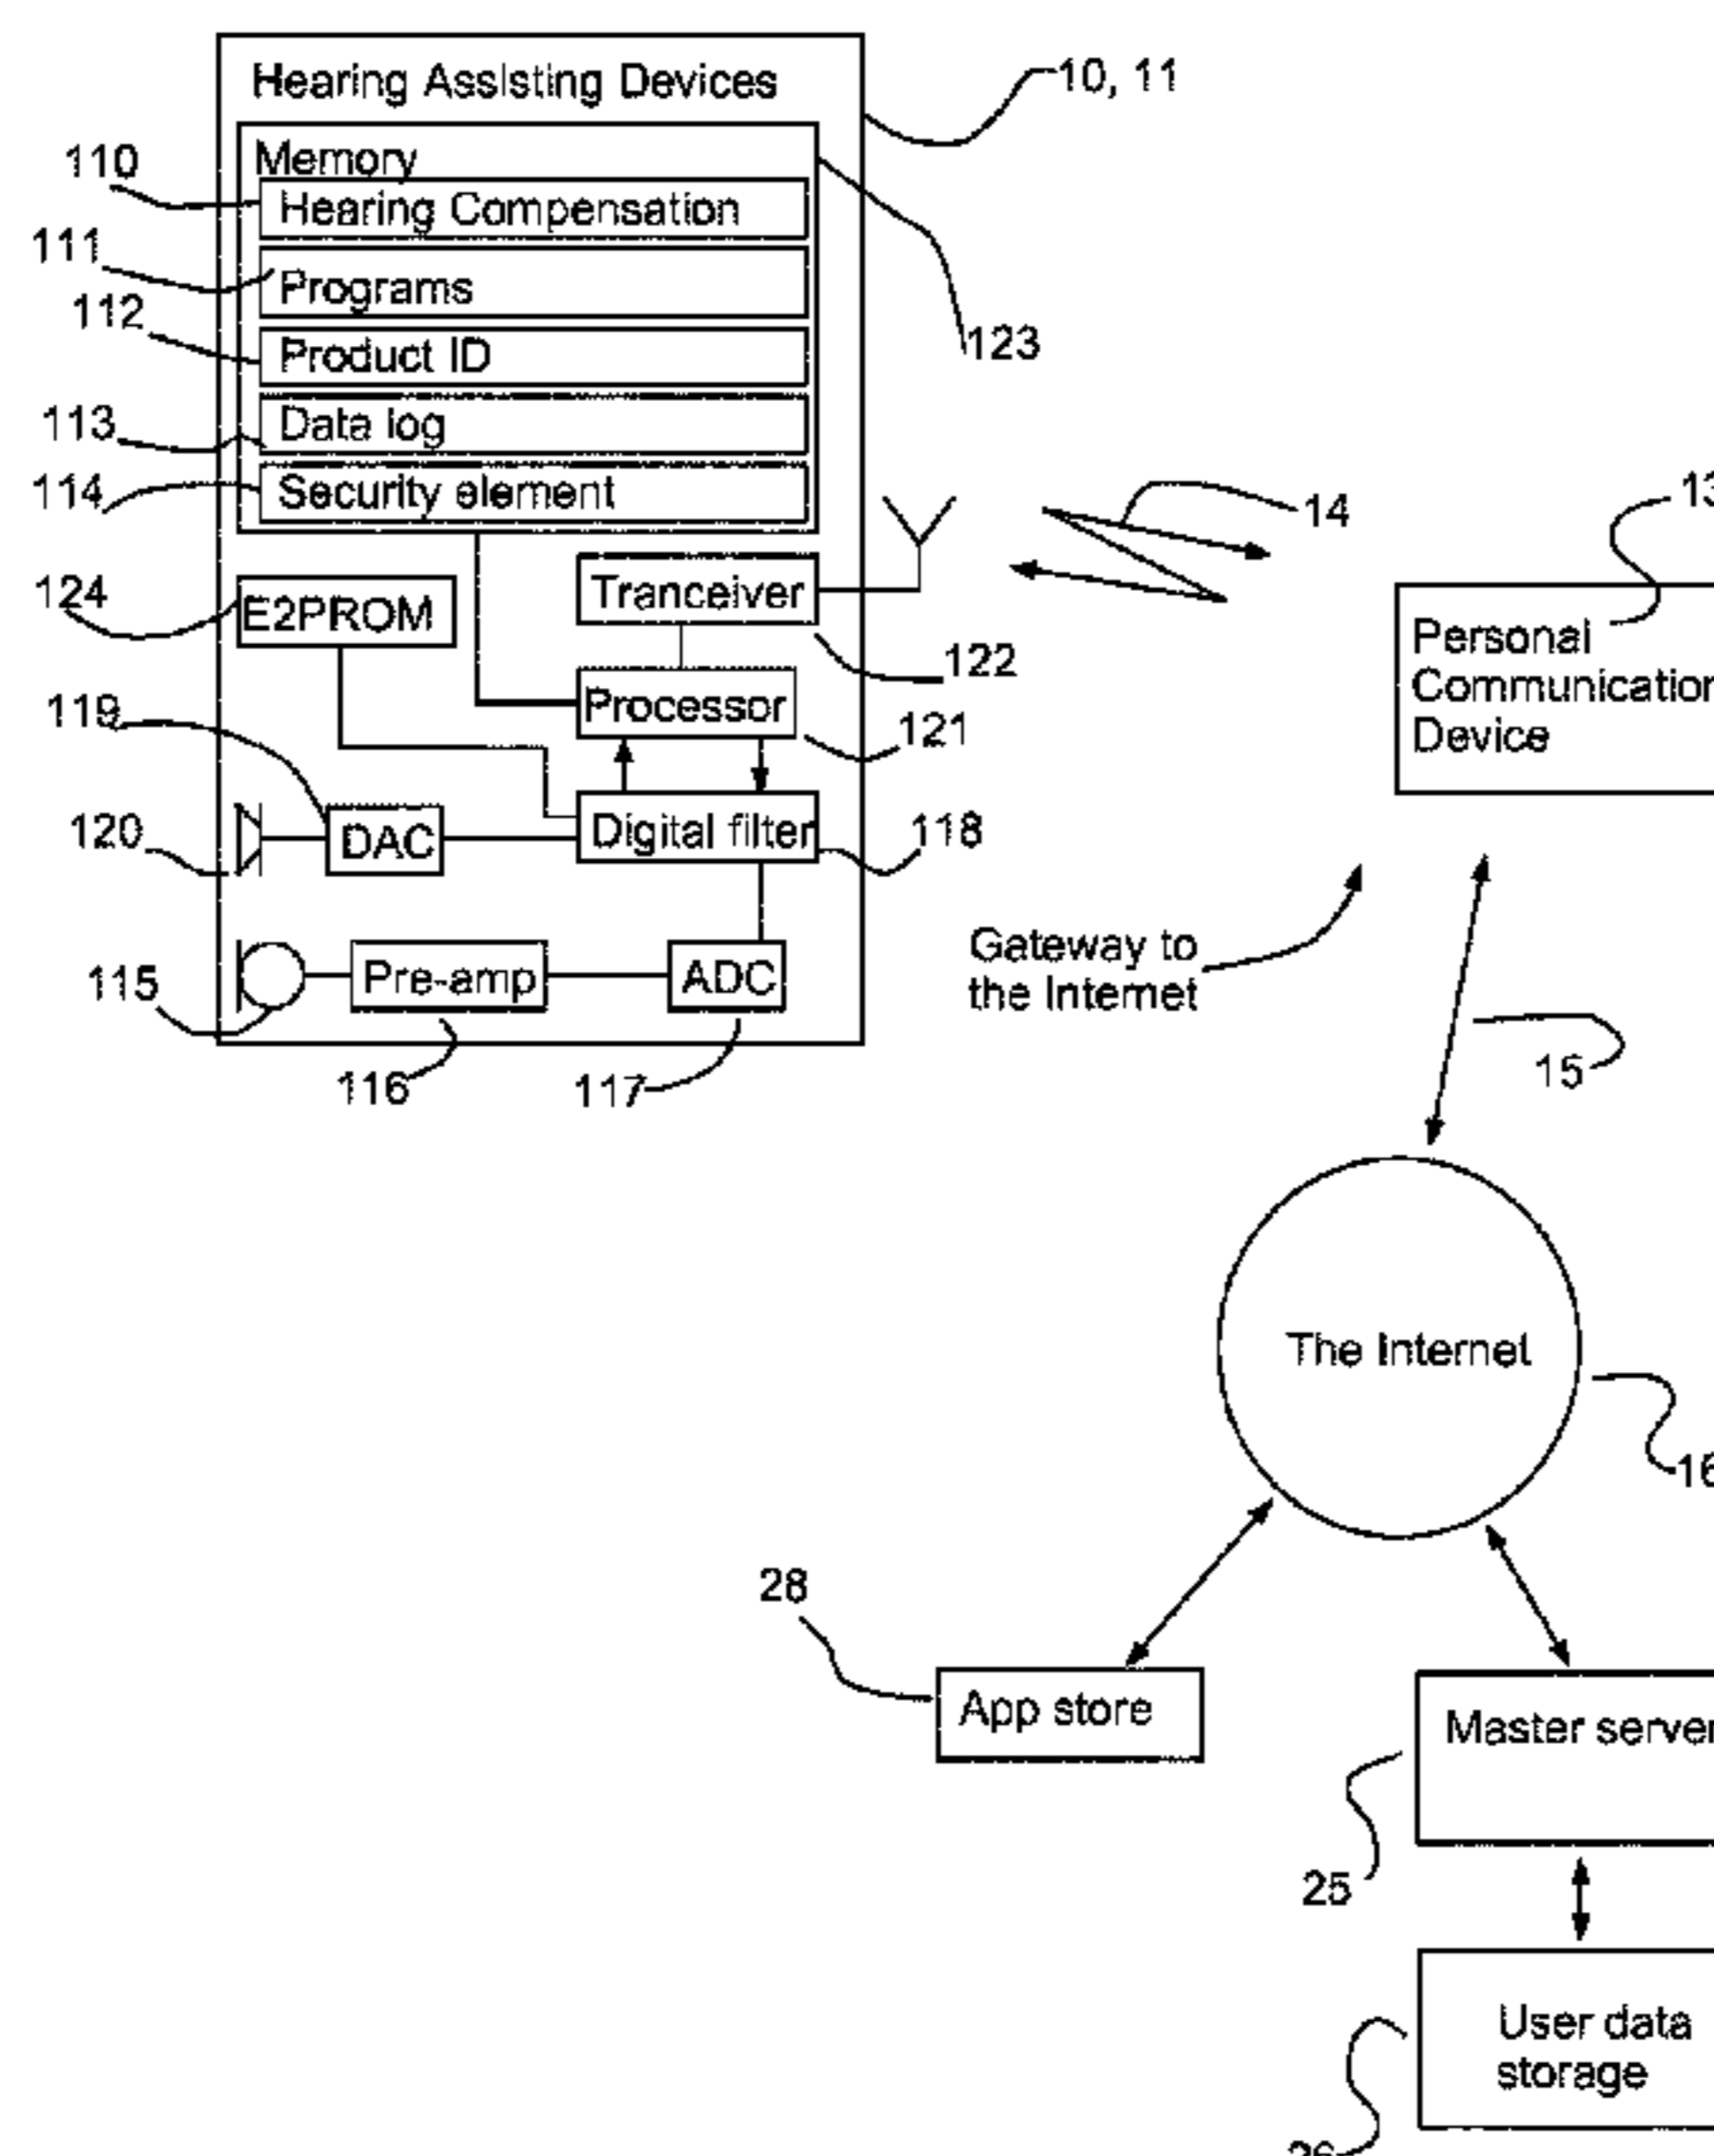 Hearing Assisting Devices
10, 11
Memory
110
Hearing Compensation
111
Programs
112
Product ID
123
113
Data log
114
Security element
14
13
124
E2PROM
Tranceiver
122
Personal
Communication
Device
119
Processor
121
120
DAC
Digital filter
118
Gateway to
the Internet
115
Pre-amp
ADC
15
116
117
The Internet
16
28
App store
Master server
25
User data
storage
26